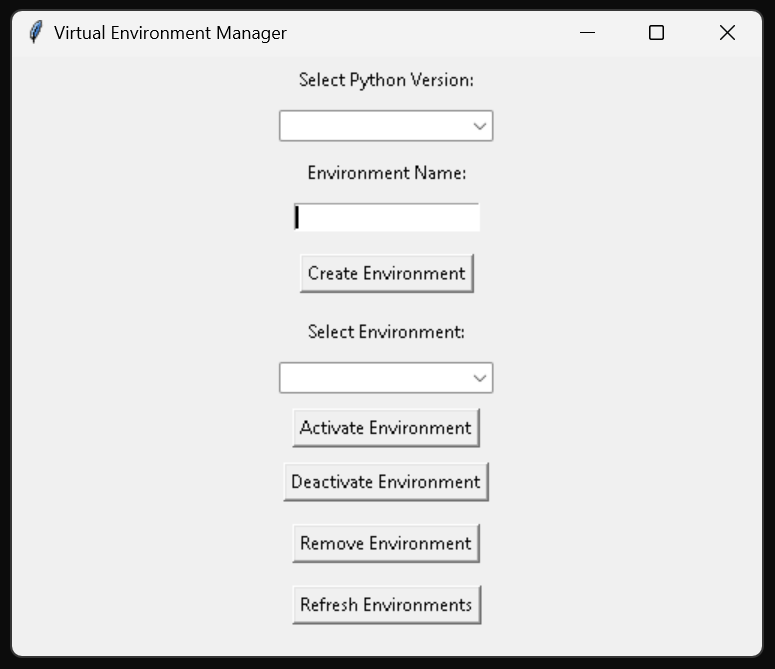 Virtual Environment Manager
Select Python Version:
Environment Name:
Create Environment
Select Environment:
Activate Environment
Deactivate Environment
Remove Environment
Refresh Environments